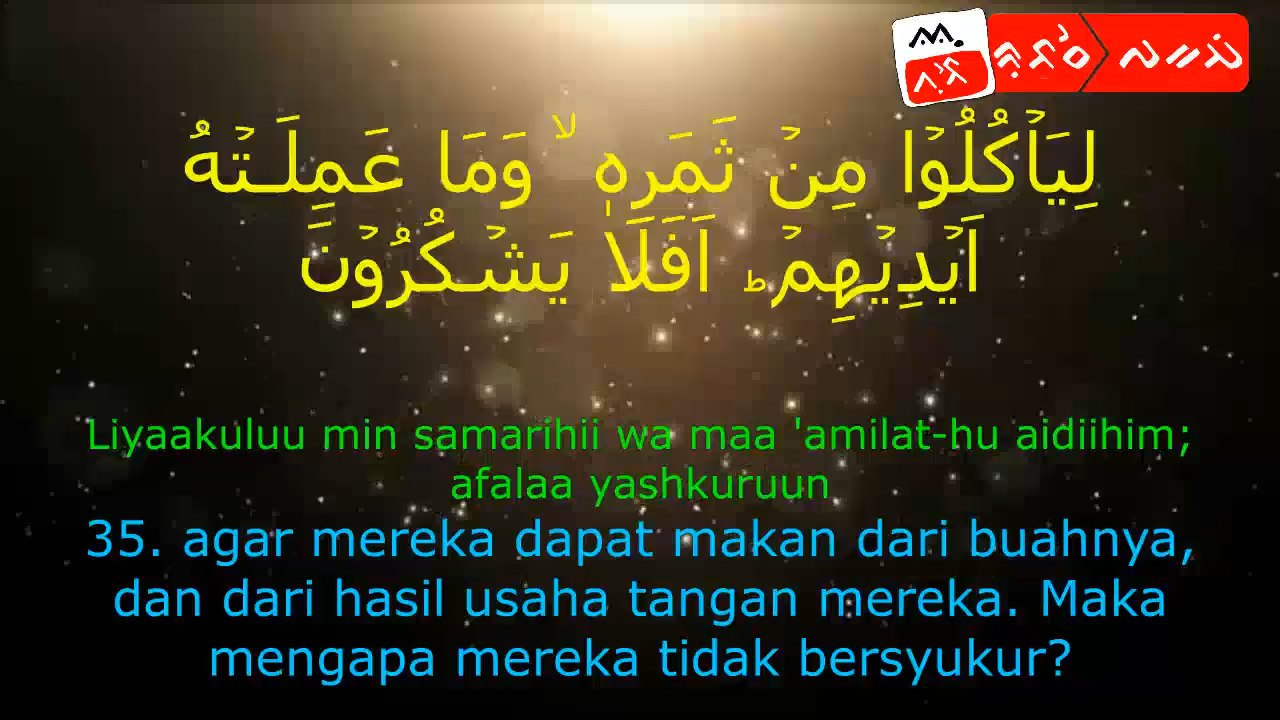 لِيَاۡكُلُوۡا مِنۡ ثَمَرِهٖ ۙ وَمَا عَمِلَـتۡهُ
اَيۡدِيۡهِمۡ‌ ؕ اَفَلَا يَشۡكُرُوۡنَ
Liyaakuluu min samarihii wa maa 'amilat-hu aidiihim;
afalaa yashkuruun
35. agar mereka dapat makan dari buahnya,
dan dari hasil usaha tangan mereka. Maka
mengapa mereka tidak bersyukur?